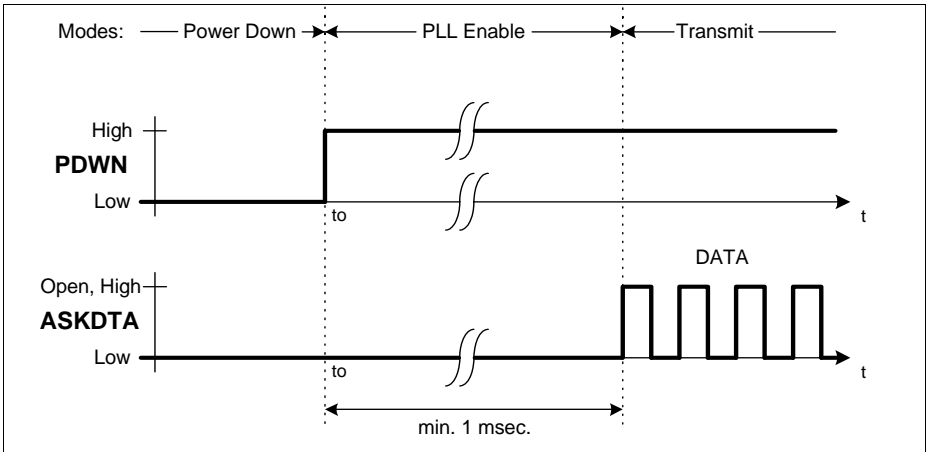 Modes: Power Down PLL Enable Transmit
High
PDWN
Low
to
t
DATA
Open, High
ASKDTA
Low
to
t
min. 1 msec.